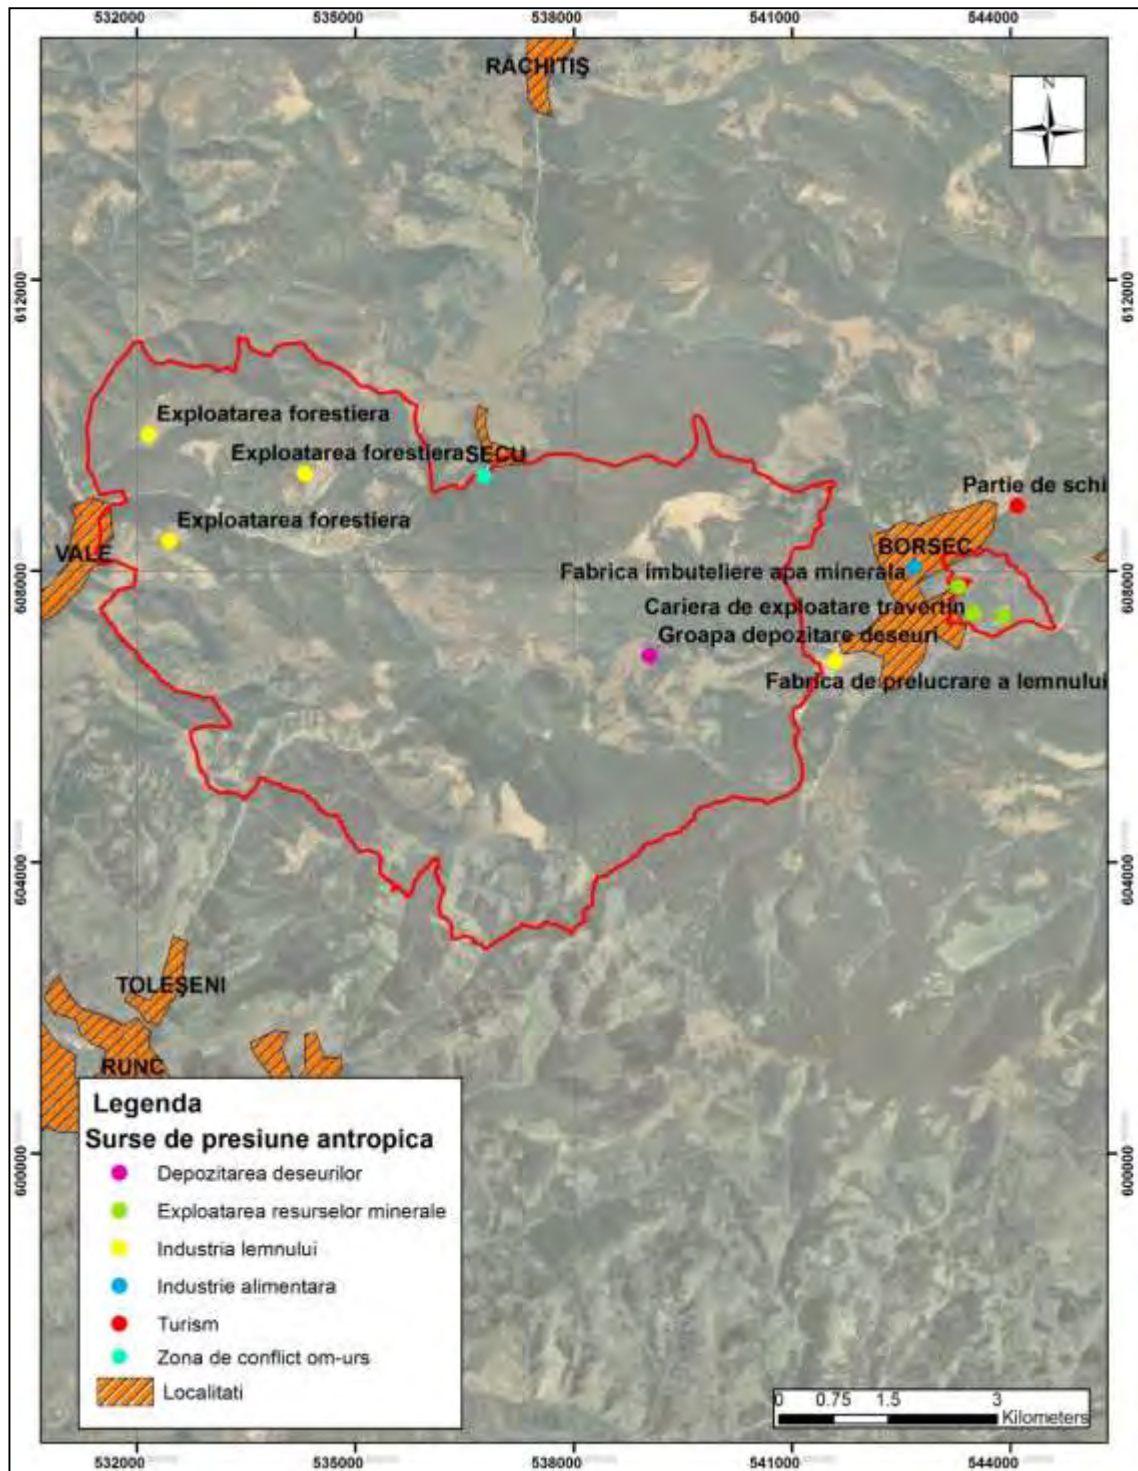 532000 535000 538000 541000 544000
RĂCHITIŞ
N
612000 612000
Exploatarea forestiera
Exploatarea forestiera SECU
Partie de schi
Exploatarea forestiera
VALE
BORSEC
608000 608000
Fabrica imbuteliere apa minerala
Cariera de exploatare travertin
Groapa depozitare deseuri
Fabrica de prelucrare a lemnului
604000 604000
TOLEŞENI
RUNC
Legenda
Surse de presiune antropica
600000 600000
Depozitarea deseurilor
Exploatarea resurselor minerale
Industria lemnului
Industrie alimentara
Turism
Zona de conflict om-urs
Localitati
0 0.75 1.5 3
Kilometers
532000 535000 538000 541000 544000